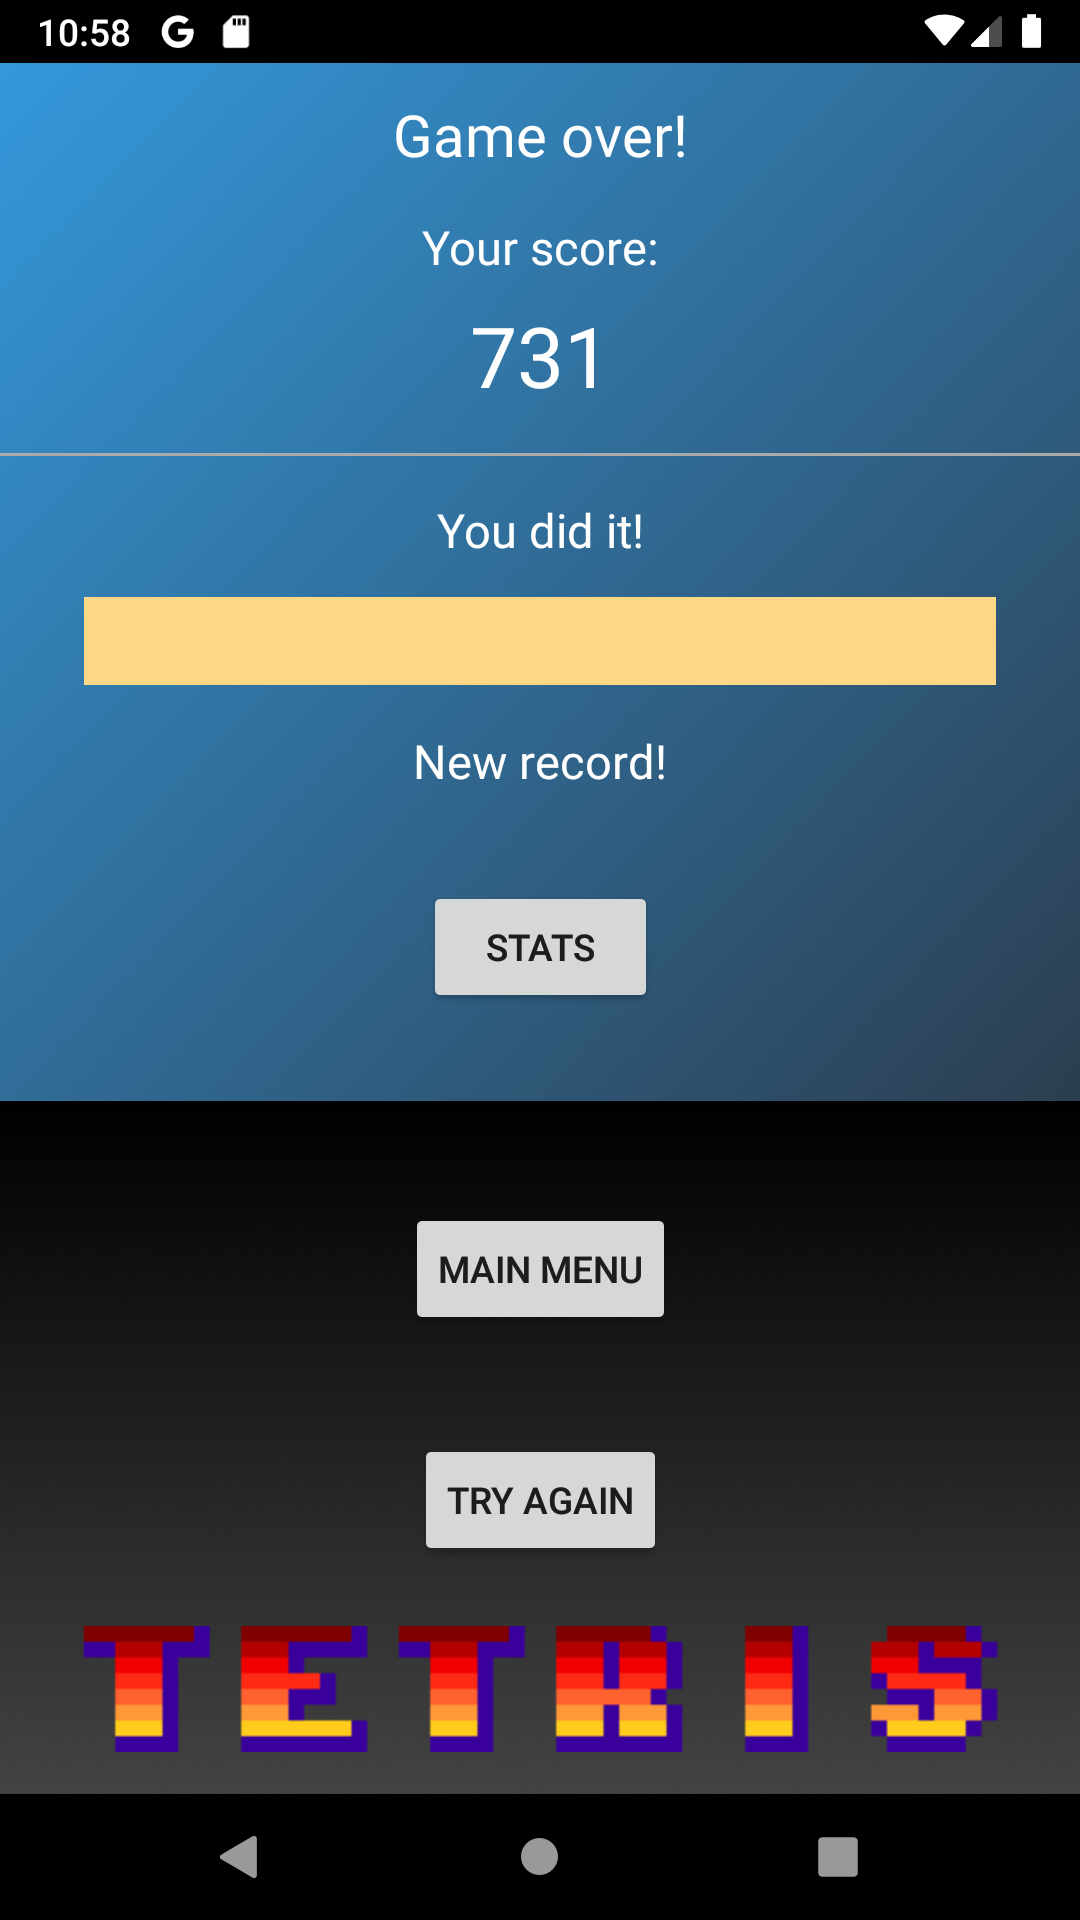 10:58
Game over!
Your score:
731
You did it!
New record!
STATS
MAIN MENU
TRY AGAIN
TETRIS